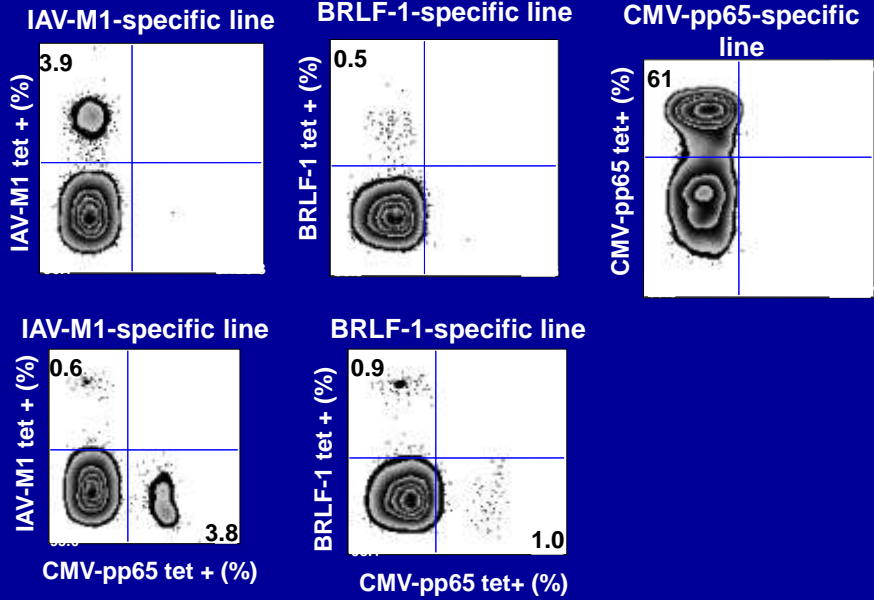 IAV-M1-specific line
BRLF-1-specific line
CMV-pp65-specific
line
3.9
IAV-M1 tet + (%)
0.5
BRLF-1 tet + (%)
61
CMV-pp65 tet+ (%)
IAV-M1-specific line
BRLF-1-specific line
0.6
IAV-M1 tet + (%)
3.8
CMV-pp65 tet + (%)
0.9
BRLF-1 tet + (%)
1.0
CMV-pp65 tet+ (%)